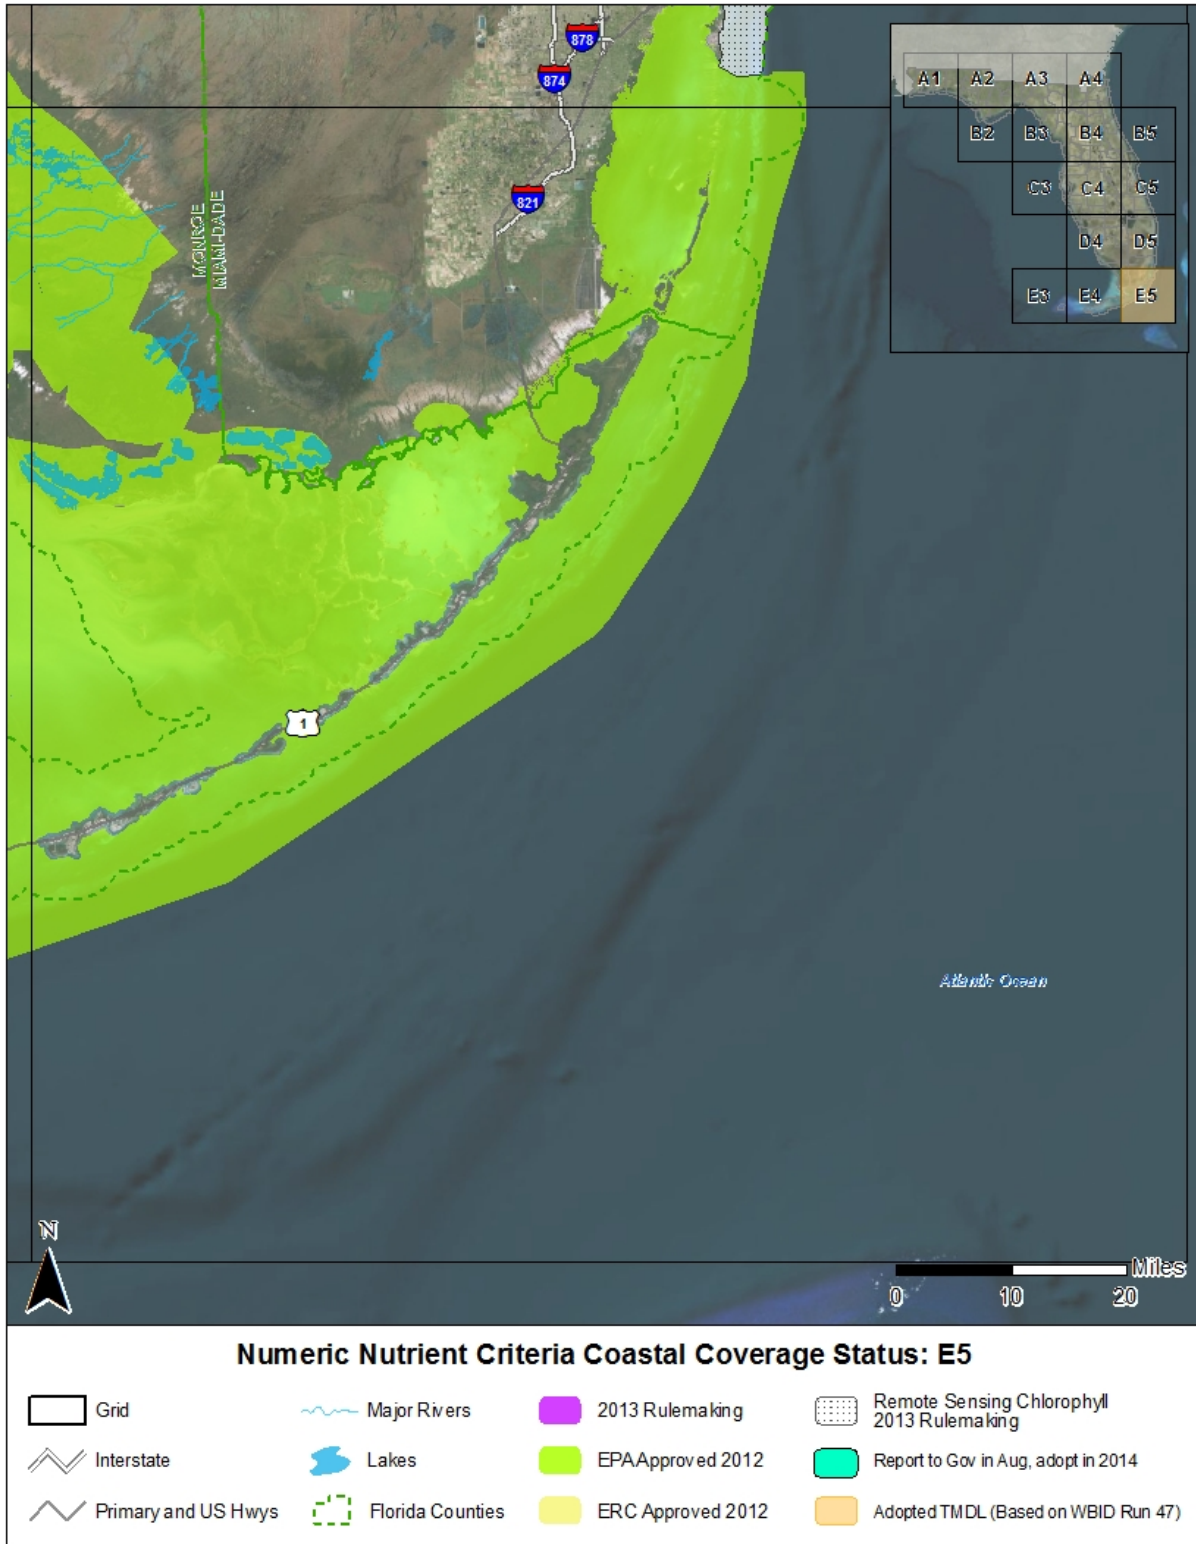 878
874
821
MONROE
MIAMI-DADE
A1 A2 A3 A4
B2 B3 B4 B5
C3 C4 C5
D4 D5
E3 E4 E5
1
Atlantic Ocean
N
Miles
0 10 20
Numeric Nutrient Criteria Coastal Coverage Status: E5
Grid
Interstate
Primary and US Hwys
Major Rivers
Lakes
Florida Counties
2013 Rulemaking
EPA Approved 2012
ERC Approved 2012
Remote Sensing Chlorophyll
2013 Rulemaking
Report to Gov in Aug, adopt in 2014
Adopted TMDL (Based on WBID Run 47)